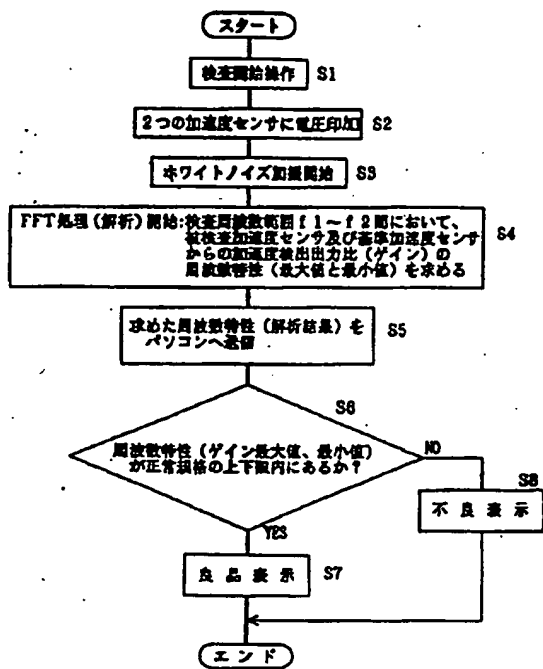 スタート
検査開始操作 S1
2つの加速度センサに電圧印加 S2
ホワイトノイズ加振開始 S3
FFT処理(解析)開始:検査周波数範囲f1〜f2間において、
被検査加速度センサ及び基準加速度センサ
からの加速度検出出力比(ゲイン)の
周波数特性(最大値と最小値)を求める
S4
求めた周波数特性(解析結果)を
パソコンへ送信
S5
S6
周波数特性(ゲイン最大値、最小値)
が正常規格の上下限内にあるか?
NO
S8
不良表示
YES
良品表示 S7
エンド